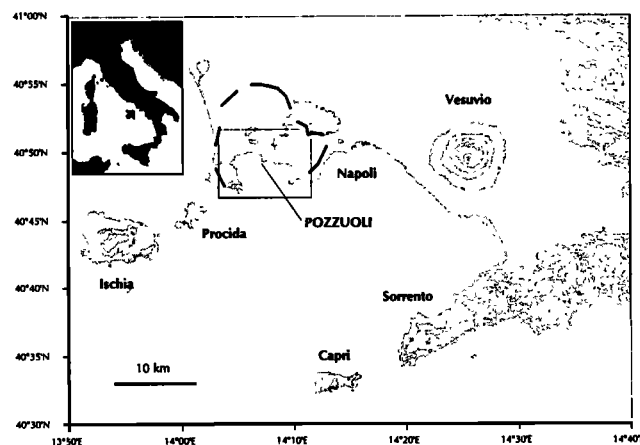 41°00'N
40°55'N
Vesuvio
40°50'N
Napoli
POZZUOLI
40°45'N
Procida
Ischia
40°40'N
Sorrento
40°35'N
Capri
10 km
40°30'N
13°50'E
14°00'E
14°10'E
14°20'E
14°30'E
14°40'E